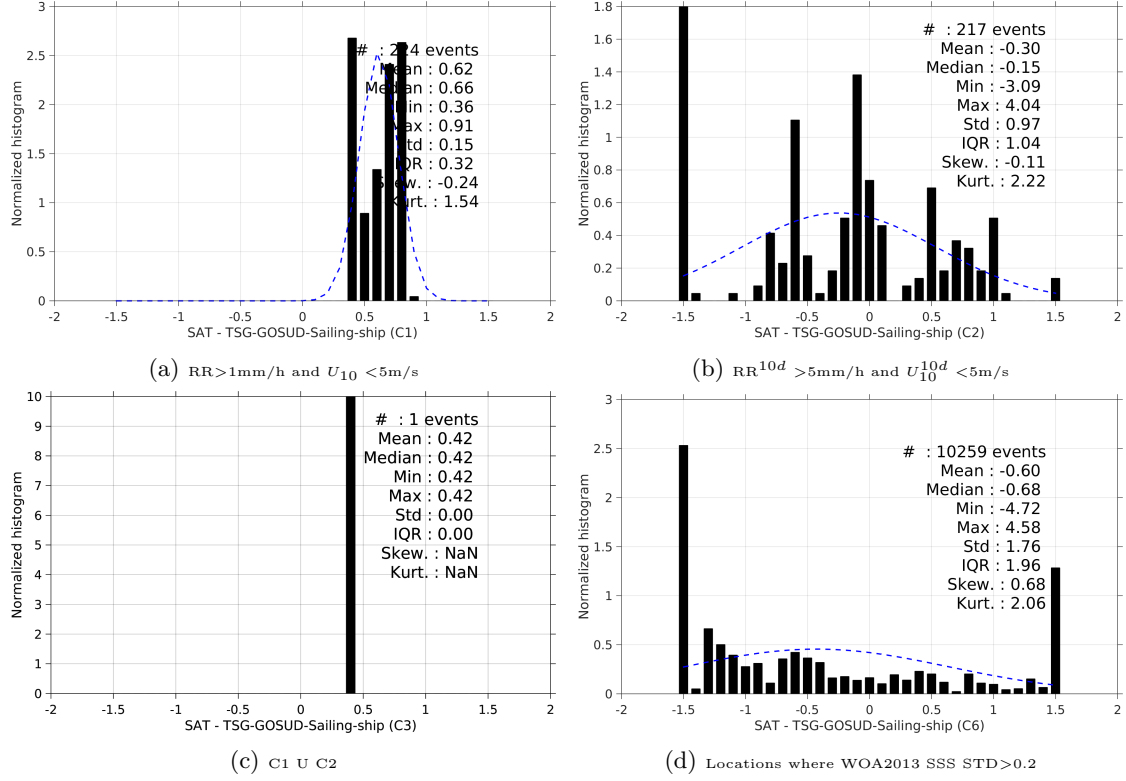 3
2.5
2
1.5
1
0.5
0
-2 -1.5 -1 -0.5 0 0.5 1 1.5 2
Normalized histogram
SAT - TSG-GOSUD-Sailing-ship (C1)
# : 224 events
Mean : 0.62
Median : 0.66
Min : 0.36
Max : 0.91
Std : 0.15
IQR : 0.32
Skew. : -0.24
Kurt. : 1.54
(a) RR>1mm/h and U10 <5m/s
1.8
1.6
1.4
1.2
1
0.8
0.6
0.4
0.2
0
-2 -1.5 -1 -0.5 0 0.5 1 1.5 2
Normalized histogram
SAT - TSG-GOSUD-Sailing-ship (C2)
# : 217 events
Mean : -0.30
Median : -0.15
Min : -3.09
Max : 4.04
Std : 0.97
IQR : 1.04
Skew. : -0.11
Kurt. : 2.22
(b) RR^10d >5mm/h and U10^10d <5m/s
10
9
8
7
6
5
4
3
2
1
0
-2 -1.5 -1 -0.5 0 0.5 1 1.5 2
Normalized histogram
SAT - TSG-GOSUD-Sailing-ship (C3)
# : 1 events
Mean : 0.42
Median : 0.42
Min : 0.42
Max : 0.42
Std : 0.00
IQR : 0.00
Skew. : NaN
Kurt. : NaN
(c) C1 U C2
3
2.5
2
1.5
1
0.5
0
-2 -1.5 -1 -0.5 0 0.5 1 1.5 2
Normalized histogram
SAT - TSG-GOSUD-Sailing-ship (C6)
# : 10259 events
Mean : -0.60
Median : -0.68
Min : -4.72
Max : 4.58
Std : 1.76
IQR : 1.96
Skew. : 0.68
Kurt. : 2.06
(d) Locations where WOA2013 SSS STD>0.2